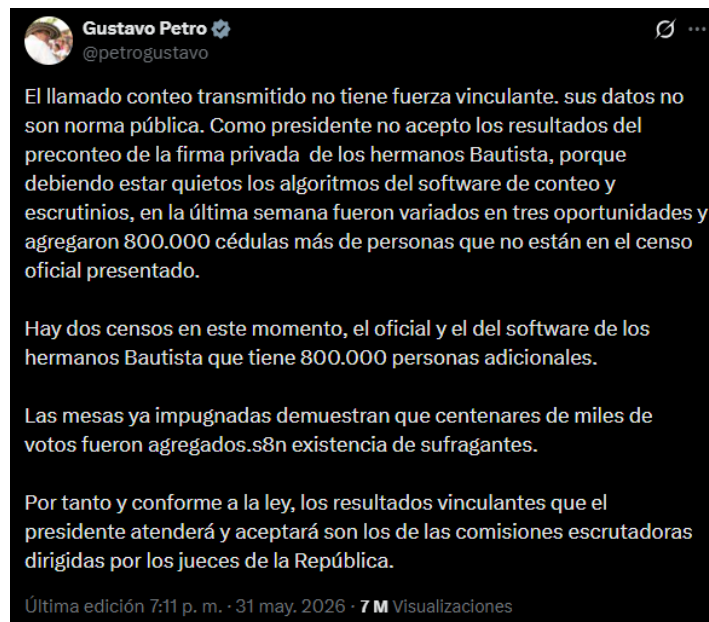 Gustavo Petro
@petrogustavo
El llamado conteo transmitido no tiene fuerza vinculante. sus datos no
son norma pública. Como presidente no acepto los resultados del
preconteo de la firma privada  de los hermanos Bautista, porque
debiendo estar quietos los algoritmos del software de conteo y
escrutinios, en la última semana fueron variados en tres oportunidades y
agregaron 800.000 cédulas más de personas que no están en el censo
oficial presentado.
Hay dos censos en este momento, el oficial y el del software de los
hermanos Bautista que tiene 800.000 personas adicionales.
Las mesas ya impugnadas demuestran que centenares de miles de
votos fueron agregados.s8n existencia de sufragantes.
Por tanto y conforme a la ley, los resultados vinculantes que el
presidente atenderá y aceptará son los de las comisiones escrutadoras
dirigidas por los jueces de la República.
Última edición 7:11 p. m. · 31 may. 2026 · 7 M Visualizaciones